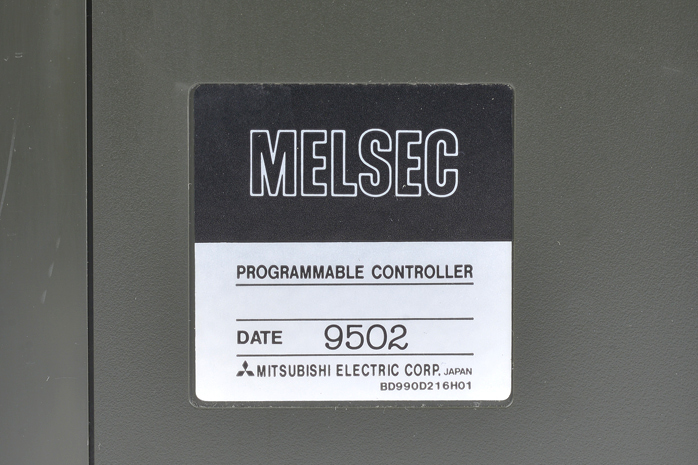 MELSEC
PROGRAMMABLE CONTROLLER
DATE 9502
MITSUBISHI ELECTRIC CORP. JAPAN
BD990D216H01